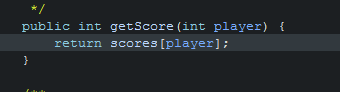 */
public int getScore(int player) {
return scores[player];
}
/**